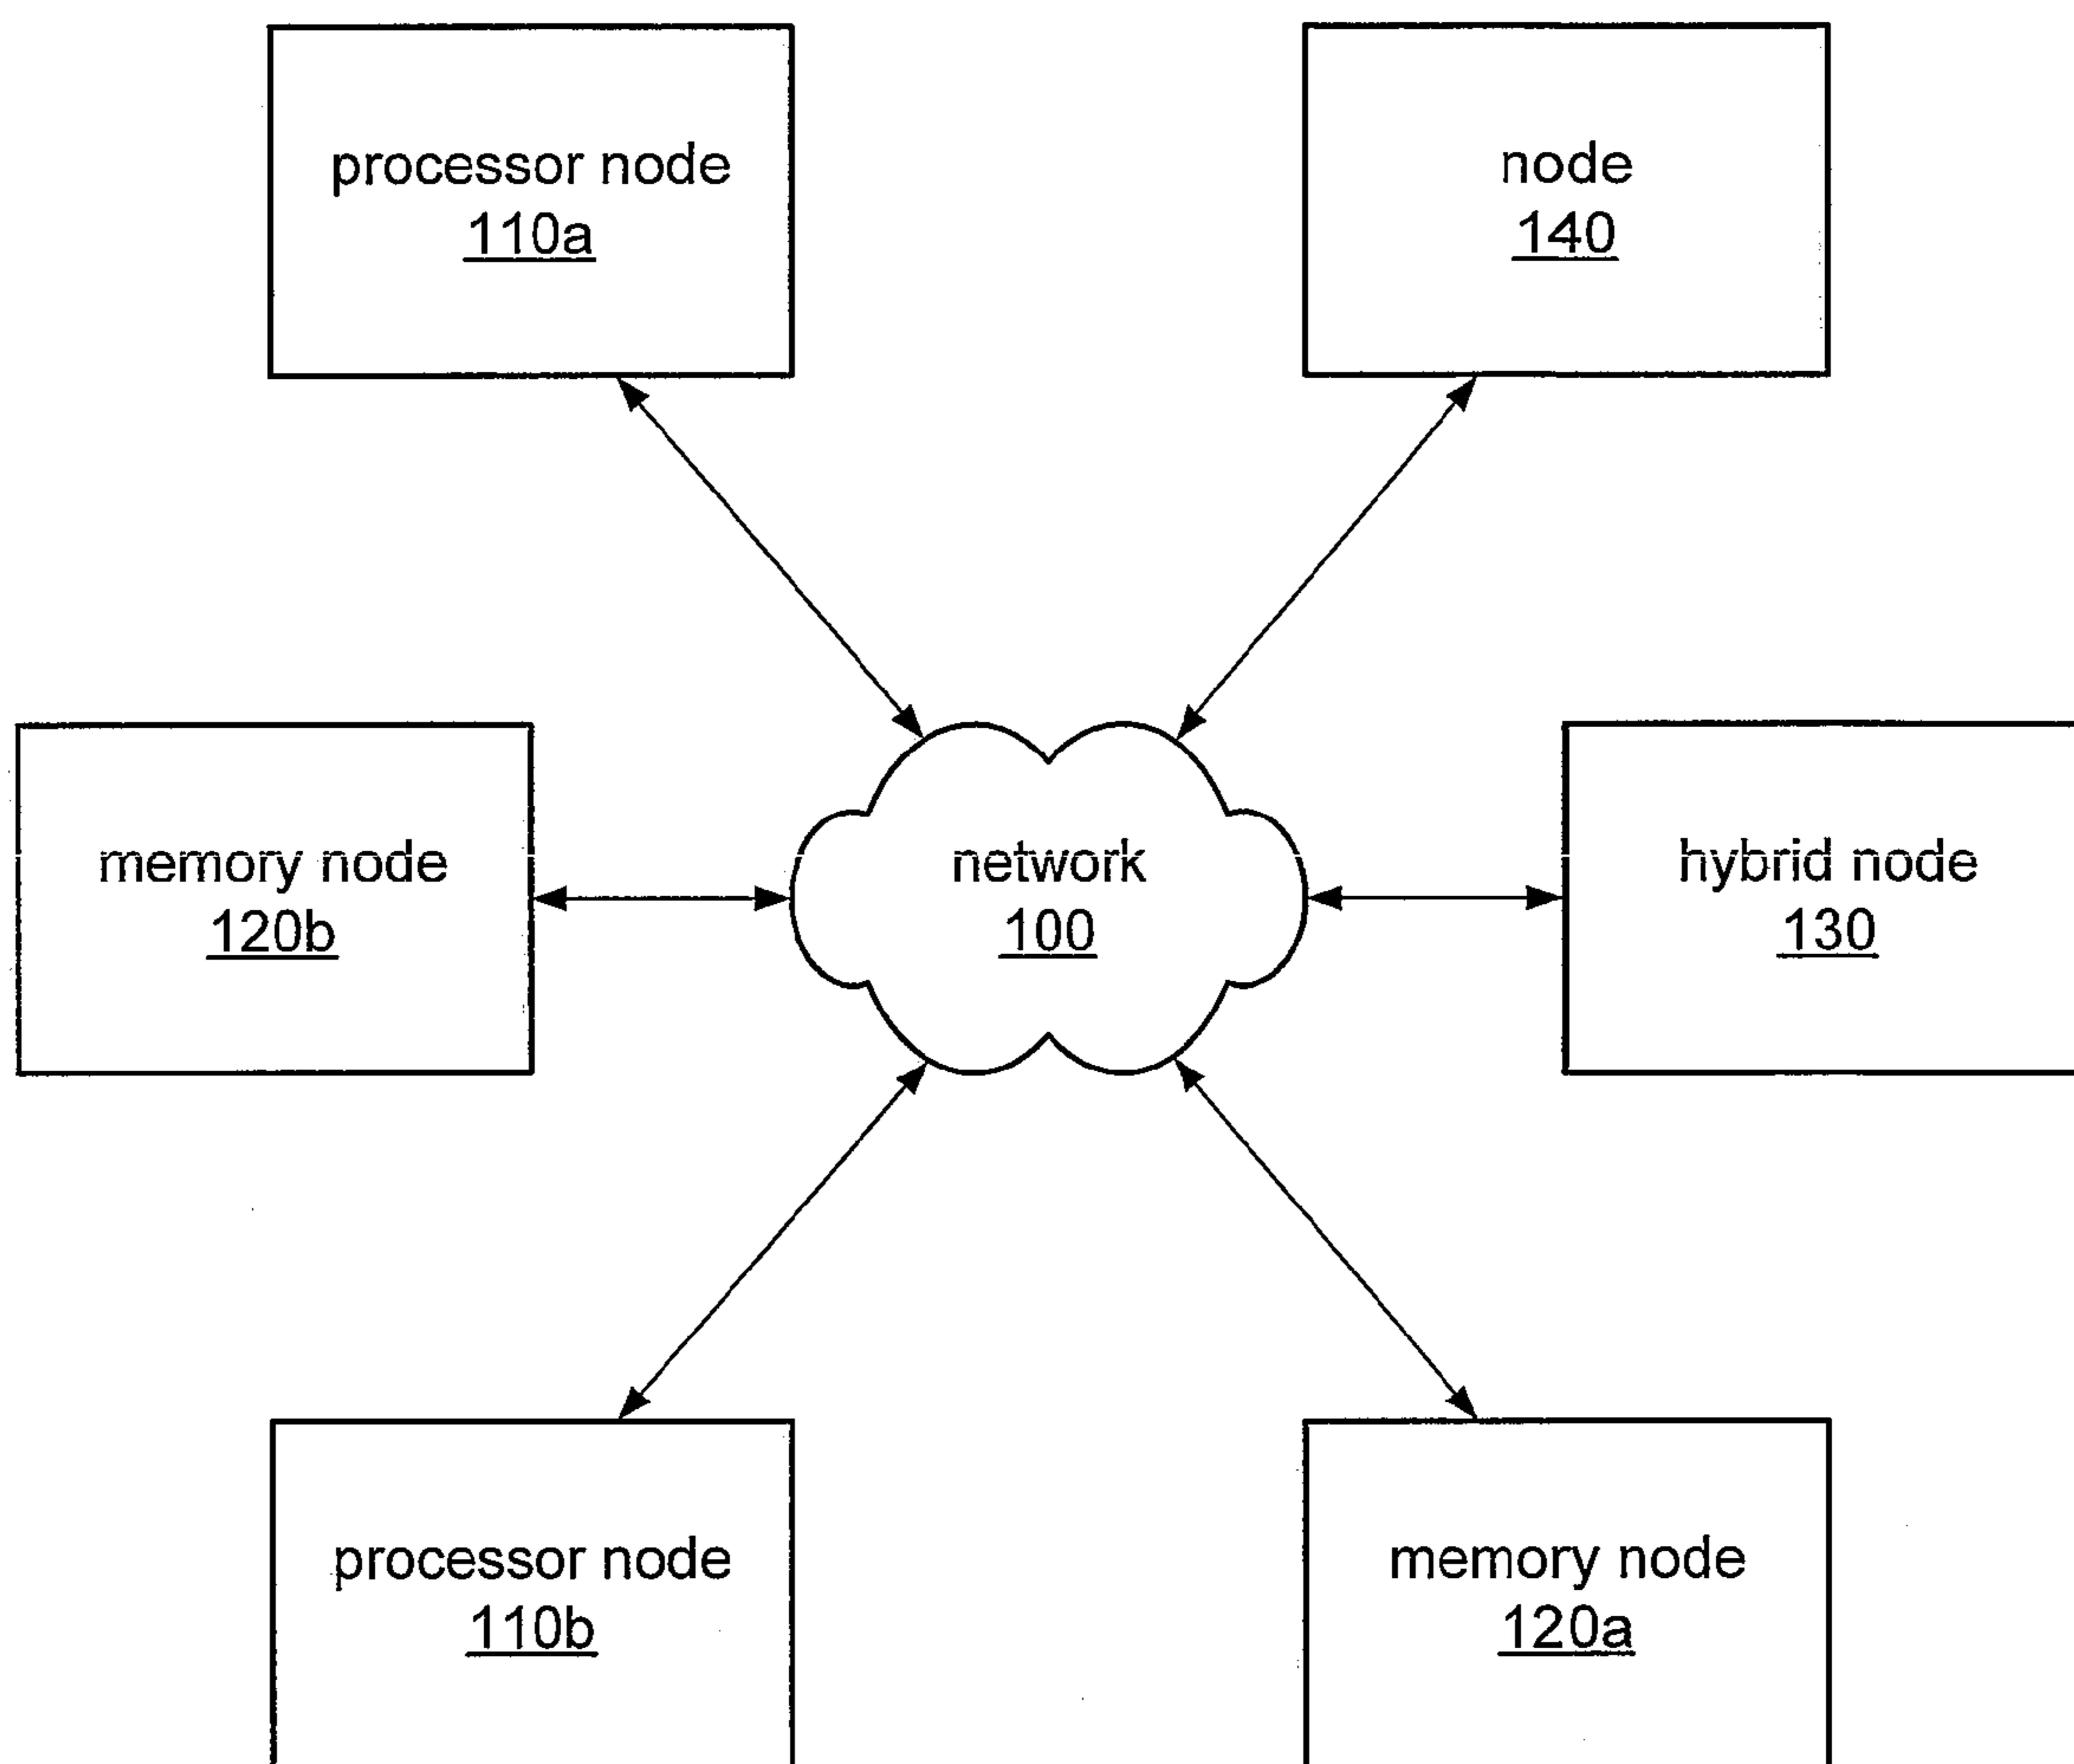 processor node
110a
node
140
memory node
120b
network
100
hybrid node
130
processor node
110b
memory node
120a